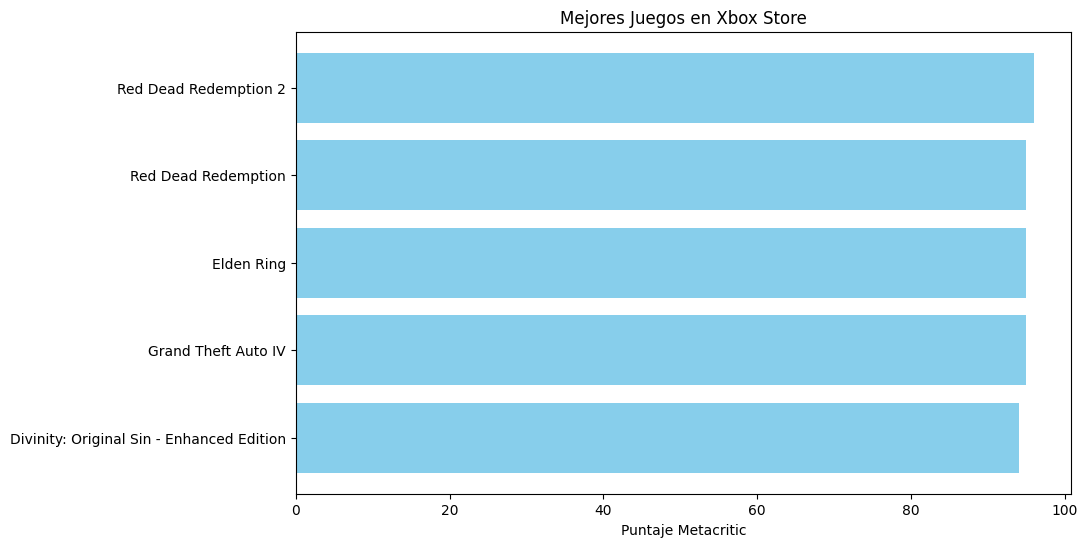 Mejores Juegos en Xbox Store
Red Dead Redemption 2
Red Dead Redemption
Elden Ring
Grand Theft Auto IV
Divinity: Original Sin - Enhanced Edition
0 20 40 60 80 100
Puntaje Metacritic